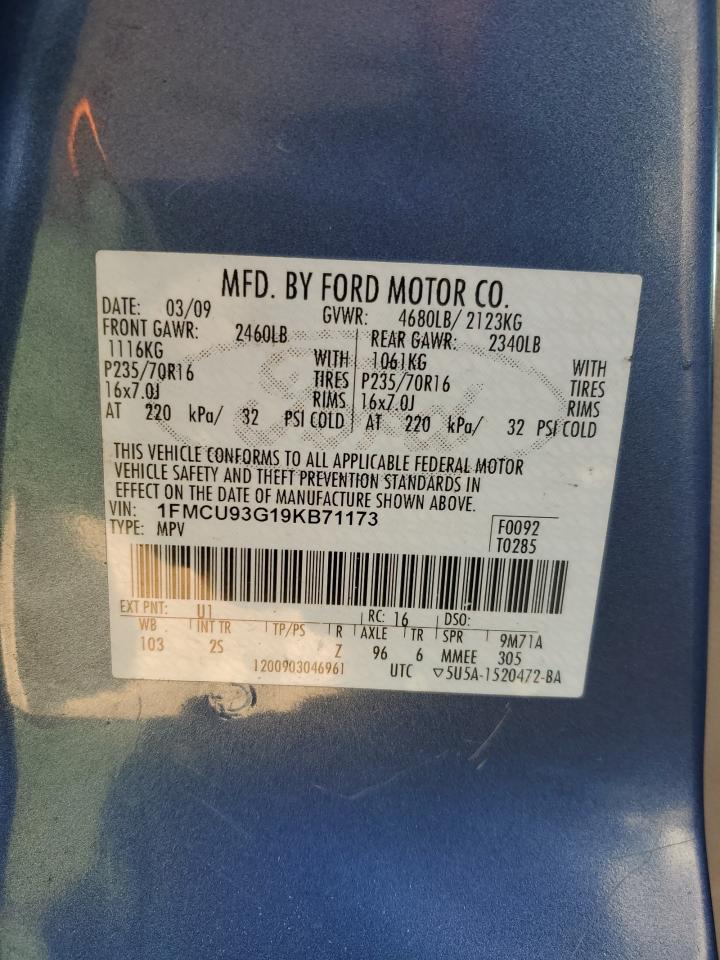 MFD. BY FORD MOTOR CO.
DATE: 03/09 GVWR: 4680LB/ 2123KG
FRONT GAWR: 2460LB REAR GAWR: 2340LB
1116KG WITH 1061KG WITH
P235/70R16 TIRES P235/70R16 TIRES
16x7.0J RIMS 16x7.0J RIMS
AT 220 kPa/ 32 PSI COLD AT 220 kPa/ 32 PSI COLD
THIS VEHICLE CONFORMS TO ALL APPLICABLE FEDERAL MOTOR
VEHICLE SAFETY AND THEFT PREVENTION STANDARDS IN
EFFECT ON THE DATE OF MANUFACTURE SHOWN ABOVE.
VIN: 1FMCU93G19KB71173 F0092
TYPE: MPV T0285
EXT PNT: U1 RC: 16 DSO:
WB INT TR TP/PS R AXLE TR SPR 9M71A
103 2S Z 96 6 MMEE 305
1200903046961 UTC ▽5U5A-1520472-BA